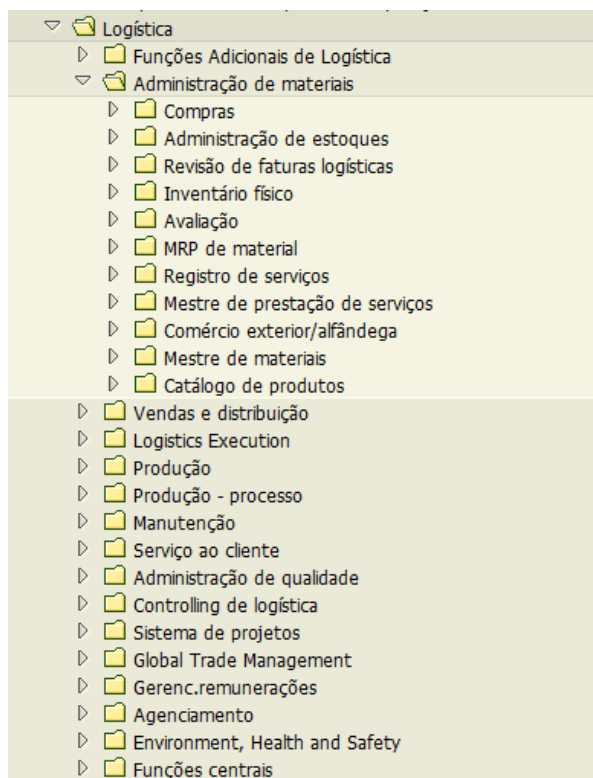 Logística
Funções Adicionais de Logística
Administração de materiais
Compras
Administração de estoques
Revisão de faturas logísticas
Inventário físico
Avaliação
MRP de material
Registro de serviços
Mestre de prestação de serviços
Comércio exterior/alfândega
Mestre de materiais
Catálogo de produtos
Vendas e distribuição
Logistics Execution
Produção
Produção - processo
Manutenção
Serviço ao cliente
Administração de qualidade
Controlling de logística
Sistema de projetos
Global Trade Management
Gerenc.remunerações
Agenciamento
Environment, Health and Safety
Funções centrais